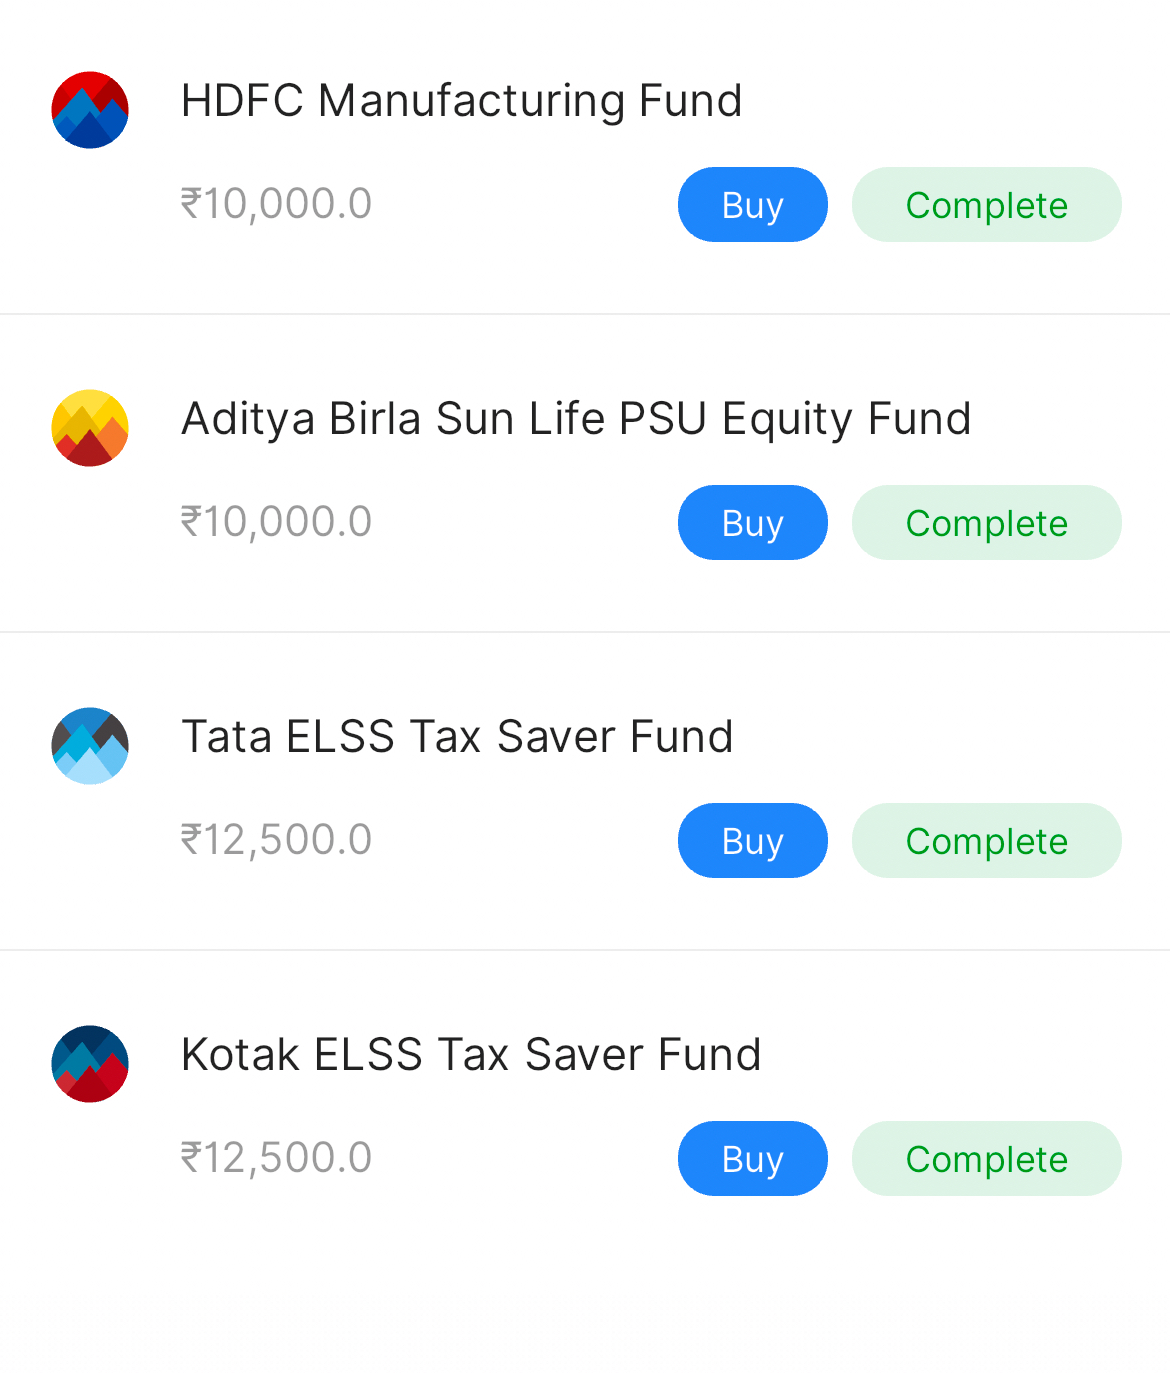 HDFC Manufacturing Fund
₹10,000.0 Buy Complete
Aditya Birla Sun Life PSU Equity Fund
₹10,000.0 Buy Complete
Tata ELSS Tax Saver Fund
₹12,500.0 Buy Complete
Kotak ELSS Tax Saver Fund
₹12,500.0 Buy Complete